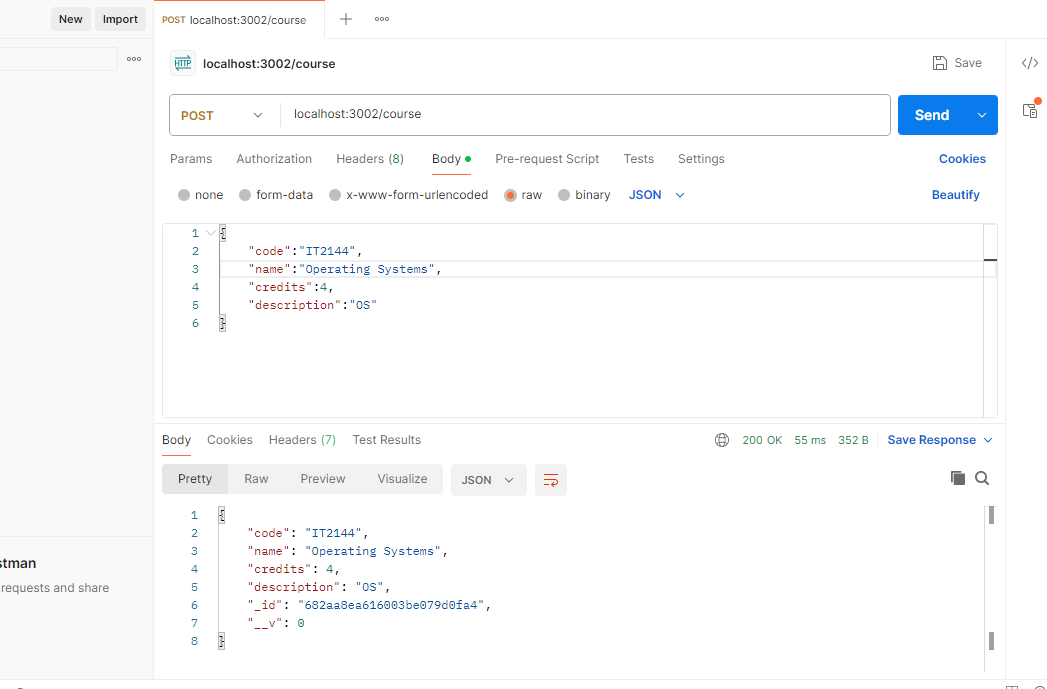 New Import POST localhost:3002/course
HTTP localhost:3002/course Save
POST localhost:3002/course Send
Params Authorization Headers (8) Body Pre-request Script Tests Settings Cookies
none form-data x-www-form-urlencoded raw binary JSON Beautify
1 {
2 "code":"IT2144",
3 "name":"Operating Systems",
4 "credits":4,
5 "description":"OS"
6 }
Body Cookies Headers (7) Test Results 200 OK 55 ms 352 B Save Response
Pretty Raw Preview Visualize JSON
1 {
2 "code": "IT2144",
3 "name": "Operating Systems",
4 "credits": 4,
5 "description": "OS",
6 "_id": "682aa8ea616003be079d0fa4",
7 "__v": 0
8 }
stman
requests and share